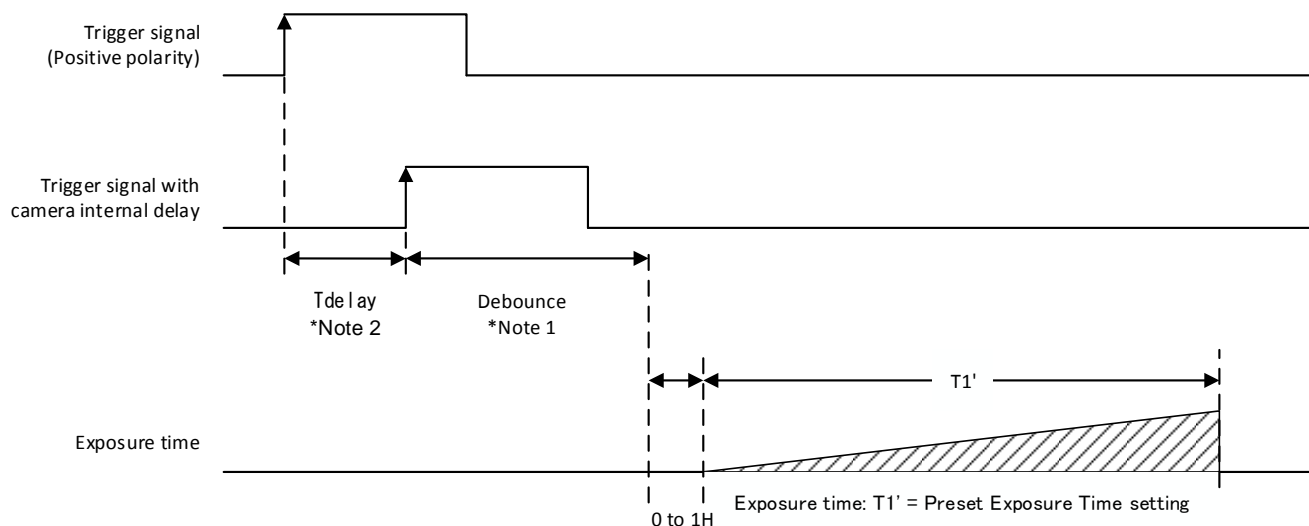 Trigger signal
(Positive polarity)
Trigger signal with
camera internal delay
Tdelay
*Note 2
Debounce
*Note 1
T1'
Exposure time
Exposure time: T1' = Preset Exposure Time setting
0 to 1H